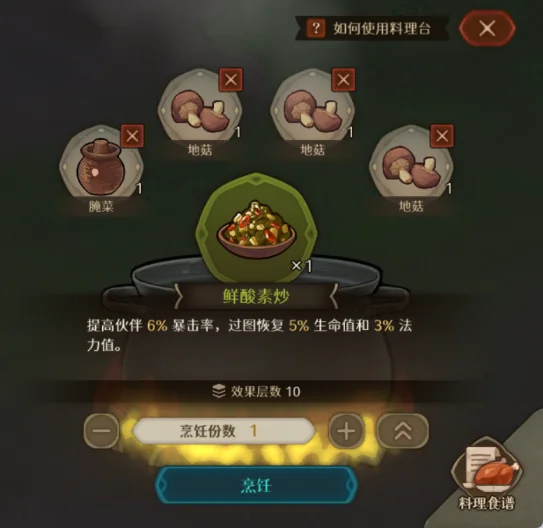 ? 如何使用料理台
1
地菇
1
地菇
1
腌菜
1
地菇
×1
鲜酸素炒
提高伙伴 6% 暴击率，过图恢复 5% 生命值和 3% 法
力值。
效果层数 10
烹饪份数 1
烹饪
料理食谱